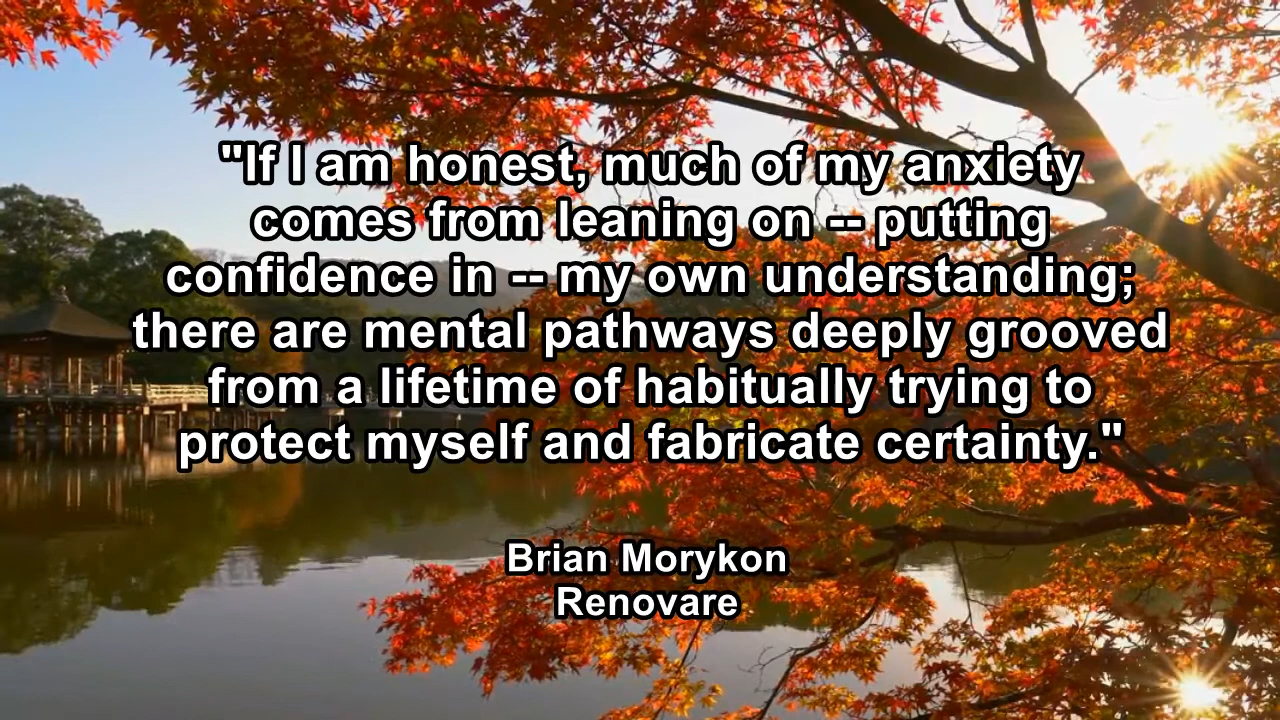 "If I am honest, much of my anxiety
comes from leaning on -- putting
confidence in -- my own understanding;
there are mental pathways deeply grooved
from a lifetime of habitually trying to
protect myself and fabricate certainty."
Brian Morykon
Renovare